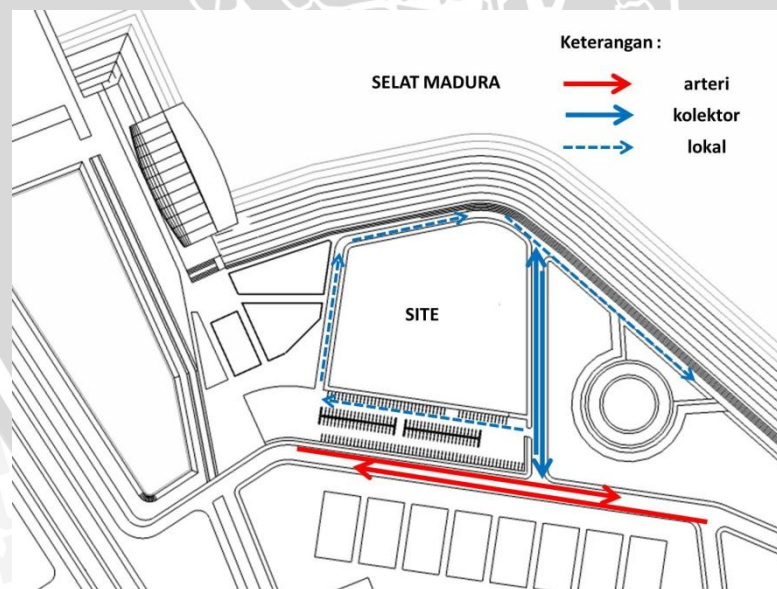 Keterangan :
SELAT MADURA
arteri
kolektor
lokal
SITE